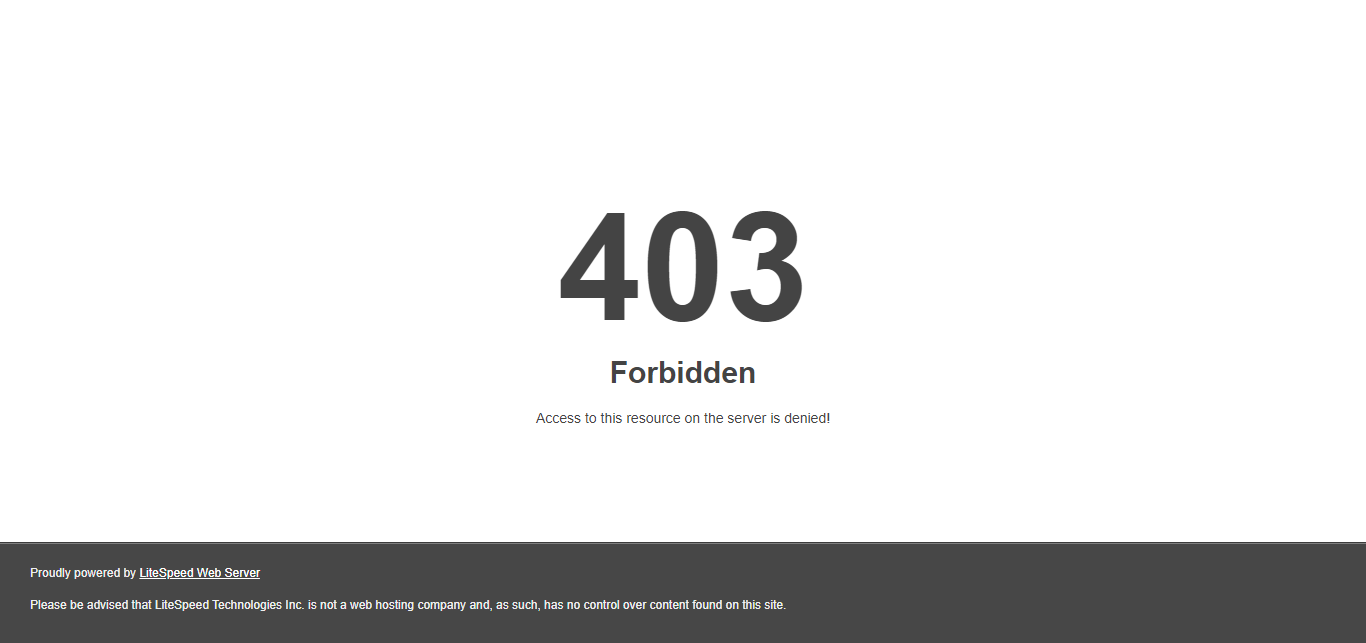 403
Forbidden
Access to this resource on the server is denied!
Proudly powered by LiteSpeed Web Server
Please be advised that LiteSpeed Technologies Inc. is not a web hosting company and, as such, has no control over content found on this site.